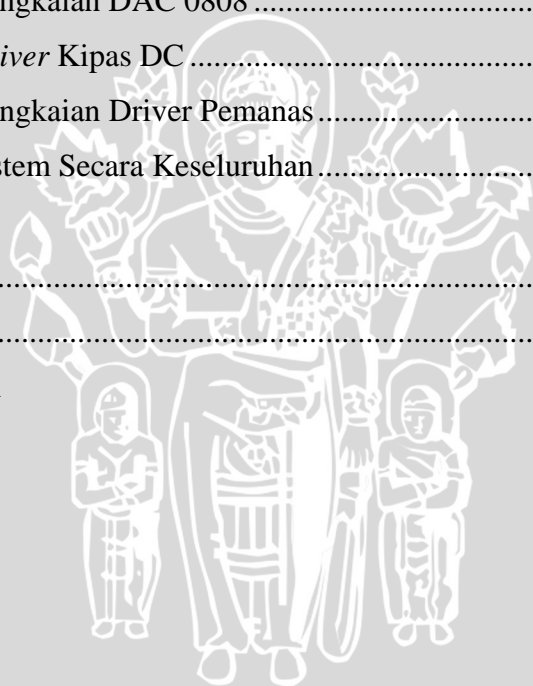 ngkaian DAC 0808 ........................................
iver Kipas DC ................................................
ngkaian Driver Pemanas ................................
stem Secara Keseluruhan ..............................
................................................................................
................................................................................